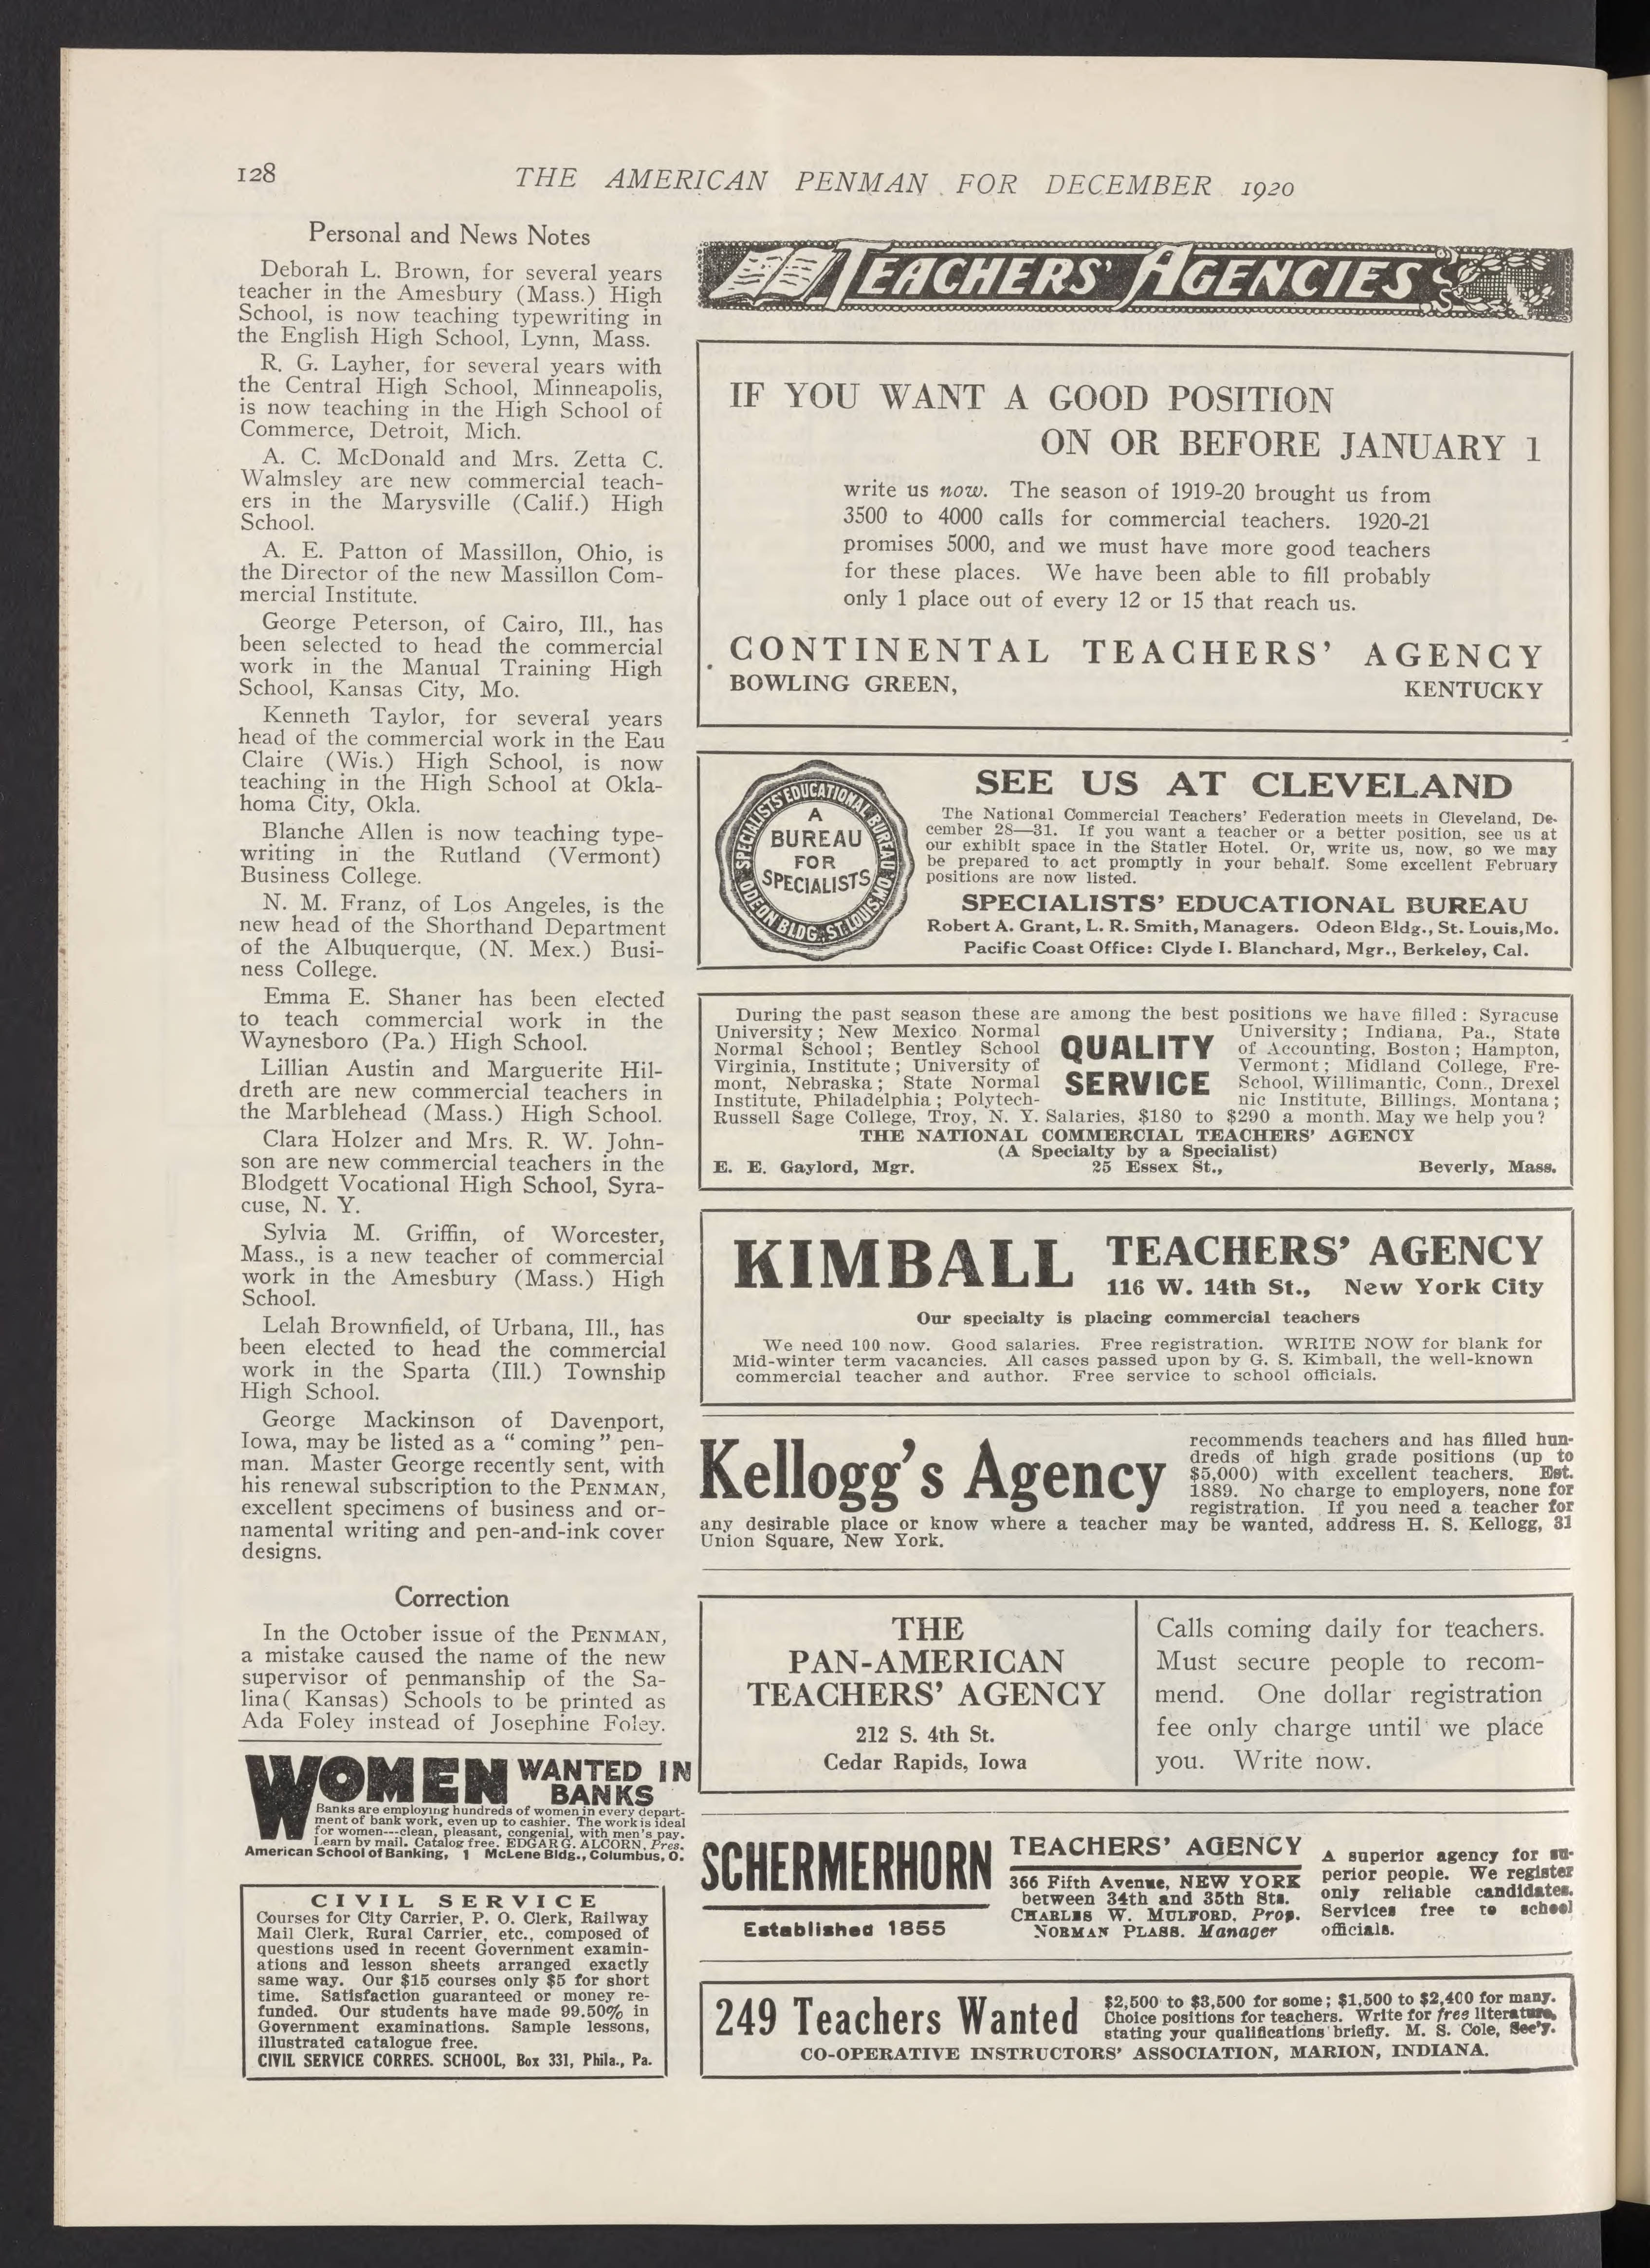 128
THE AMERICAN PENMAN FOR DECEMBER 1920
Personal and News Notes
Deborah L. Brown, for several years
teacher in the Amesbury (Mass.) High
School, is now teaching typewriting in
the English High School, Lynn, Mass.
R. G. Layher, for several years with
the Central High School, Minneapolis,
is now teaching in the High School of
Commerce, Detroit, Mich.
A. C. McDonald and Mrs. Zetta C.
Walmsley are new commercial teach-
ers in the Marysville (Calif.) High
School.
A. E. Patton of Massillon, Ohio, is
the Director of the new Massillon Com-
mercial Institute.
George Peterson, of Cairo, Ill., has
been selected to head the commercial
work in the Manual Training High
School, Kansas City, Mo.
Kenneth Taylor, for several years
head of the commercial work in the Eau
Claire (Wis.) High School, is now
teaching in the High School at Okla-
homa City, Okla.
Blanche Allen is now teaching type-
writing in the Rutland (Vermont)
Business College.
N. M. Franz, of Los Angeles, is the
new head of the Shorthand Department
of the Albuquerque, (N. Mex.) Busi-
ness College.
Emma E. Shaner has been elected
to teach commercial work in the
Waynesboro (Pa.) High School.
Lillian Austin and Marguerite Hil-
dreth are new commercial teachers in
the Marblehead (Mass.) High School.
Clara Holzer and Mrs. R. W. John-
son are new commercial teachers in the
Blodgett Vocational High School, Syra-
cuse, N. Y.
Sylvia M. Griffin, of Worcester,
Mass., is a new teacher of commercial
work in the Amesbury (Mass.) High
School.
Lelah Brownfield, of Urbana, Ill., has
been elected to head the commercial
work in the Sparta (Ill.) Township
High School.
George Mackinson of Davenport,
Iowa, may be listed as a “ coming ” pen-
man. Master George recently sent, with
his renewal subscription to the PENMAN,
excellent specimens of business and or-
namental writing and pen-and-ink cover
designs.
Correction
In the October issue of the PENMAN,
a mistake caused the name of the new
supervisor of penmanship of the Sa-
lina( Kansas) Schools to be printed as
Ada Foley instead of Josephine Foley.
WOMEN WANTED IN
BANKS
Banks are employing hundreds of women in every depart-
ment of bank work, even up to cashier. The work is ideal
for women---clean, pleasant, congenial, with men's pay.
Learn by mail. Catalog free. EDGAR G. ALCORN, Pres.
American School of Banking, 1 McLene Bldg., Columbus, O.
CIVIL SERVICE
Courses for City Carrier, P. O. Clerk, Railway
Mail Clerk, Rural Carrier, etc., composed of
questions used in recent Government examin-
ations and lesson sheets arranged exactly
same way. Our $15 courses only $5 for short
time. Satisfaction guaranteed or money re-
funded. Our students have made 99.50% in
Government examinations. Sample lessons,
illustrated catalogue free.
CIVIL SERVICE CORRES. SCHOOL, Box 331, Phila., Pa.
TEACHERS' AGENCIES
IF YOU WANT A GOOD POSITION
ON OR BEFORE JANUARY 1
write us now. The season of 1919-20 brought us from
3500 to 4000 calls for commercial teachers. 1920-21
promises 5000, and we must have more good teachers
for these places. We have been able to fill probably
only 1 place out of every 12 or 15 that reach us.
CONTINENTAL TEACHERS' AGENCY
BOWLING GREEN, KENTUCKY
SPECIALISTS' EDUCATIONAL BUREAU
ODEON BLDG., ST. LOUIS, MO.
A
BUREAU
FOR
SPECIALISTS
SEE US AT CLEVELAND
The National Commercial Teachers' Federation meets in Cleveland, De-
cember 28—31. If you want a teacher or a better position, see us at
our exhibit space in the Statler Hotel. Or, write us, now, so we may
be prepared to act promptly in your behalf. Some excellent February
positions are now listed.
SPECIALISTS' EDUCATIONAL BUREAU
Robert A. Grant, L. R. Smith, Managers. Odeon Bldg., St. Louis,Mo.
Pacific Coast Office: Clyde I. Blanchard, Mgr., Berkeley, Cal.
During the past season these are among the best positions we have filled : Syracuse
University ; New Mexico Normal University ; Indiana, Pa., State
Normal School ; Bentley School of Accounting, Boston ; Hampton,
Virginia, Institute ; University of Vermont ; Midland College, Fre-
mont, Nebraska ; State Normal School, Willimantic, Conn., Drexel
Institute, Philadelphia ; Polytech- nic Institute, Billings, Montana ;
QUALITY
SERVICE
Russell Sage College, Troy, N. Y. Salaries, $180 to $290 a month. May we help you ?
THE NATIONAL COMMERCIAL TEACHERS' AGENCY
(A Specialty by a Specialist)
E. E. Gaylord, Mgr. 25 Essex St., Beverly, Mass.
KIMBALL TEACHERS' AGENCY
116 W. 14th St., New York City
Our specialty is placing commercial teachers
We need 100 now. Good salaries. Free registration. WRITE NOW for blank for
Mid-winter term vacancies. All cases passed upon by G. S. Kimball, the well-known
commercial teacher and author. Free service to school officials.
Kellogg's Agency
recommends teachers and has filled hun-
dreds of high grade positions (up to
$5,000) with excellent teachers. Est.
1889. No charge to employers, none for
registration. If you need a teacher for
any desirable place or know where a teacher may be wanted, address H. S. Kellogg, 31
Union Square, New York.
THE
PAN-AMERICAN
TEACHERS' AGENCY
212 S. 4th St.
Cedar Rapids, Iowa
Calls coming daily for teachers.
Must secure people to recom-
mend. One dollar registration
fee only charge until we place
you. Write now.
SCHERMERHORN
Established 1855
TEACHERS' AGENCY
366 Fifth Avenue, NEW YORK
between 34th and 35th Sts.
CHARLES W. MULFORD, Prop.
NORMAN PLASS. Manager
A superior agency for su-
perior people. We register
only reliable candidates.
Services free to school
officials.
249 Teachers Wanted
$2,500 to $3,500 for some; $1,500 to $2,400 for many.
Choice positions for teachers. Write for free literature,
stating your qualifications briefly. M. S. Cole, Sec'y.
CO-OPERATIVE INSTRUCTORS' ASSOCIATION, MARION, INDIANA.